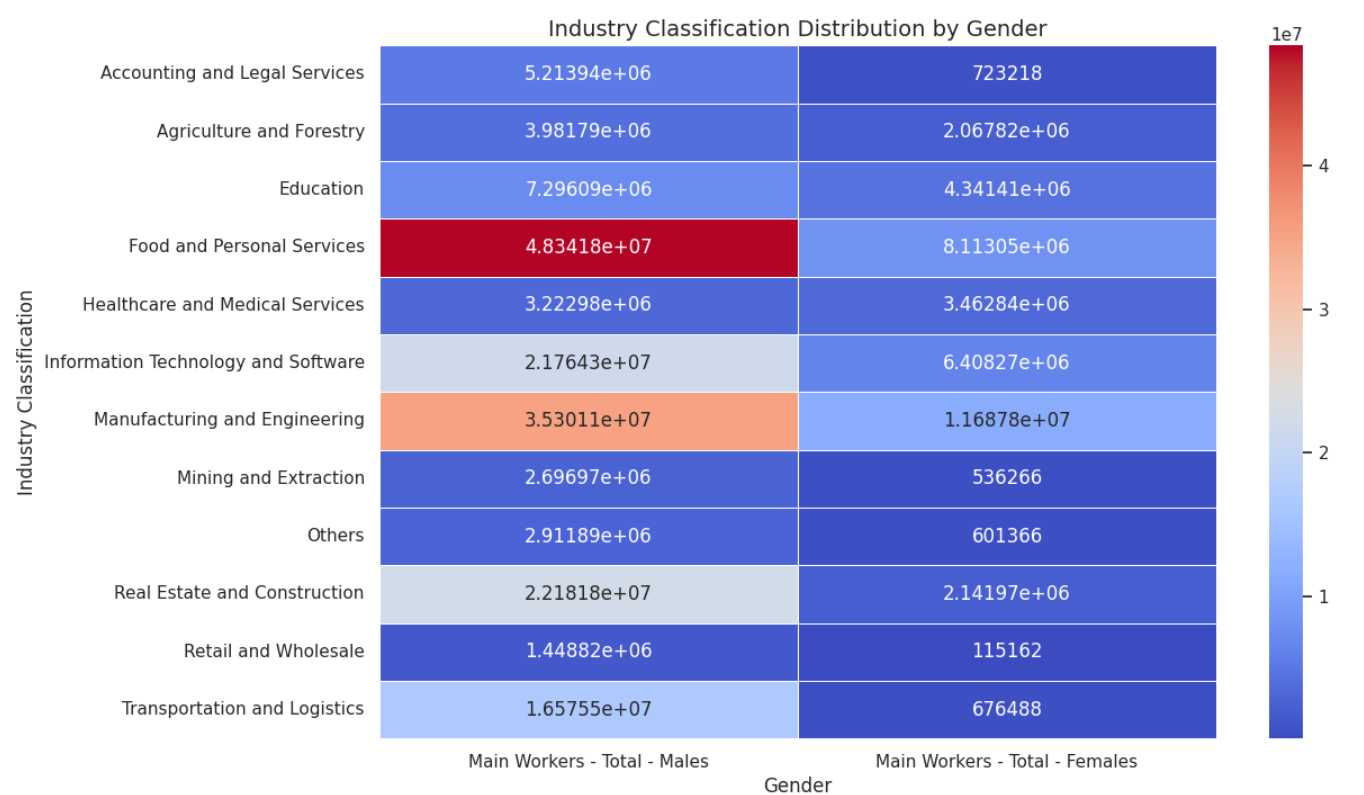 Industry Classification Distribution by Gender
1e7
Accounting and Legal Services 5.21394e+06 723218
Agriculture and Forestry 3.98179e+06 2.06782e+06
4
Education 7.29609e+06 4.34141e+06
Food and Personal Services 4.83418e+07 8.11305e+06
Healthcare and Medical Services 3.22298e+06 3.46284e+06
3
Information Technology and Software 2.17643e+07 6.40827e+06
Manufacturing and Engineering 3.53011e+07 1.16878e+07
2
Mining and Extraction 2.69697e+06 536266
Others 2.91189e+06 601366
Real Estate and Construction 2.21818e+07 2.14197e+06
1
Retail and Wholesale 1.44882e+06 115162
Transportation and Logistics 1.65755e+07 676488
Industry Classification
Main Workers - Total - Males Main Workers - Total - Females
Gender